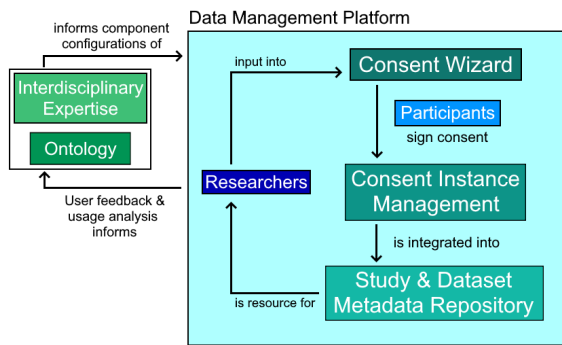 Data Management Platform
informs component
configurations of
Interdisciplinary
Expertise
Ontology
User feedback &
usage analysis
informs
input into
Consent Wizard
Participants
sign consent
Researchers
Consent Instance
Management
is integrated into
Study & Dataset
Metadata Repository
is resource for